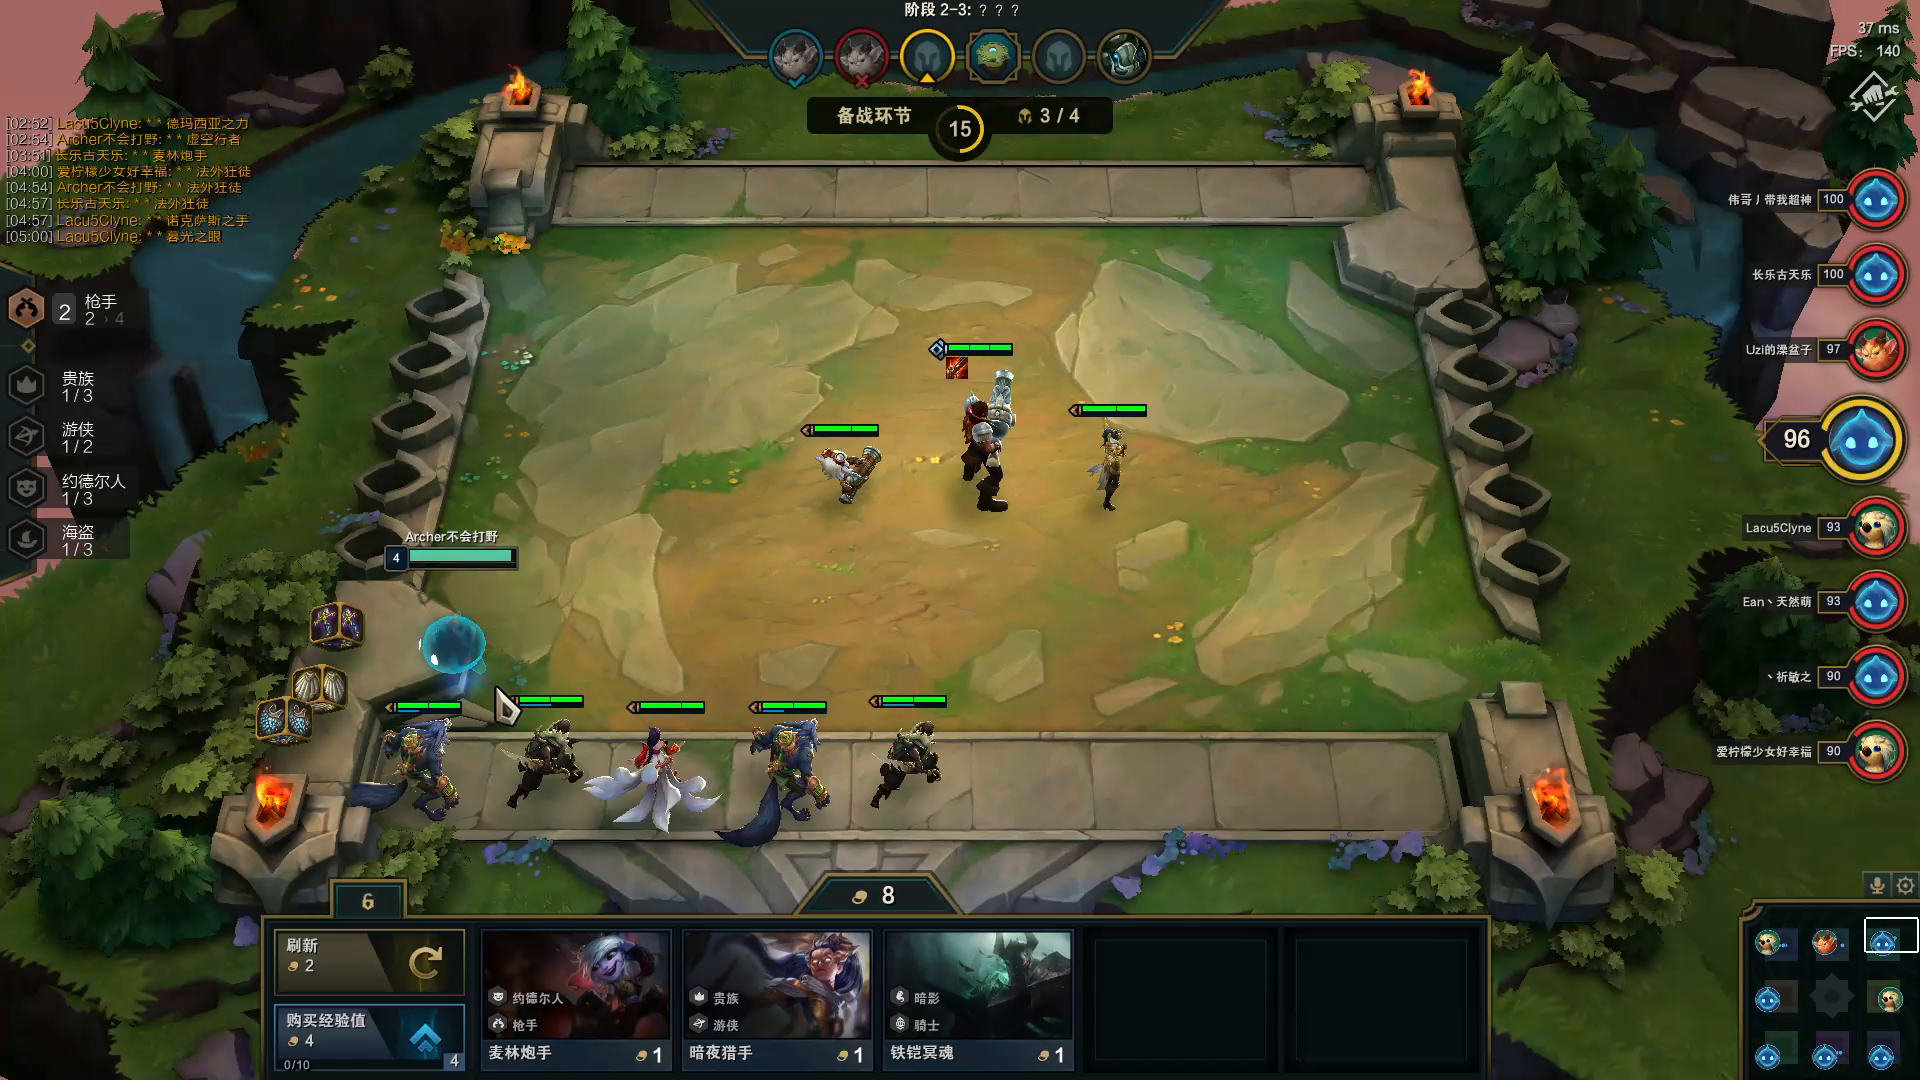 阶段 2-3: ? ? ?
37 ms
FPS: 140
备战环节
15
3 / 4
[02:52] Lacu5Clyne: * * 德玛西亚之力
[02:54] Archer不会打野: * * 虚空行者
[03:51] 长乐古天乐: * * 麦林炮手
[04:00] 爱柠檬少女好幸福: * * 法外狂徒
[04:54] Archer不会打野: * * 法外狂徒
[04:57] 长乐古天乐: * * 法外狂徒
[04:57] Lacu5Clyne: * * 诺克萨斯之手
[05:00] Lacu5Clyne: * * 暮光之眼
2
枪手
2 › 4
贵族
1 / 3
游侠
1 / 2
约德尔人
1 / 3
海盗
1 / 3
伟哥丿带我超神 100
长乐古天乐 100
Uzi的澡盆子 97
96
Lacu5Clyne 93
Ean丶天然萌 93
丶祈敏之 90
爱柠檬少女好幸福 90
Archer不会打野
4
6
8
刷新
2
购买经验值
4
0/10
4
约德尔人
枪手
麦林炮手 1
贵族
游侠
暗夜猎手 1
暗影
骑士
铁铠冥魂 1